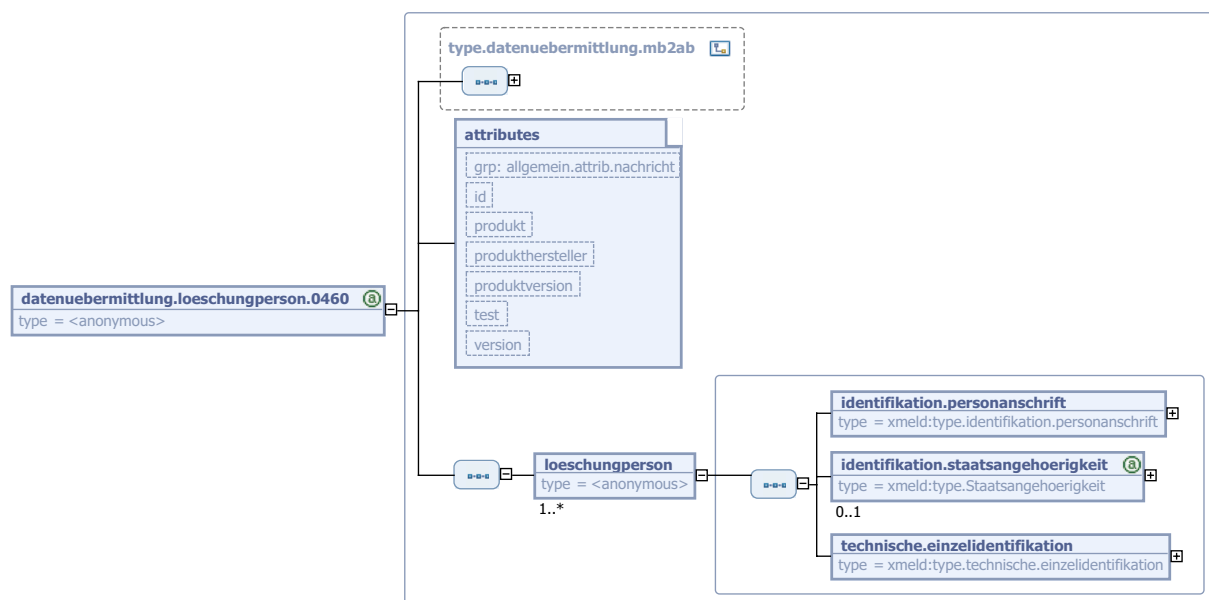 type.datenuebermittlung.mb2ab
attributes
grp: allgemein.attrib.nachricht
id
produkt
produkthersteller
produktversion
test
version
datenuebermittlung.loeschungperson.0460
type = <anonymous>
loeschungperson
type = <anonymous>
1..*
identifikation.personanschrift
type = xmeld:type.identifikation.personanschrift
identifikation.staatsangehoerigkeit
type = xmeld:type.Staatsangehoerigkeit
0..1
technische.einzelidentifikation
type = xmeld:type.technische.einzelidentifikation